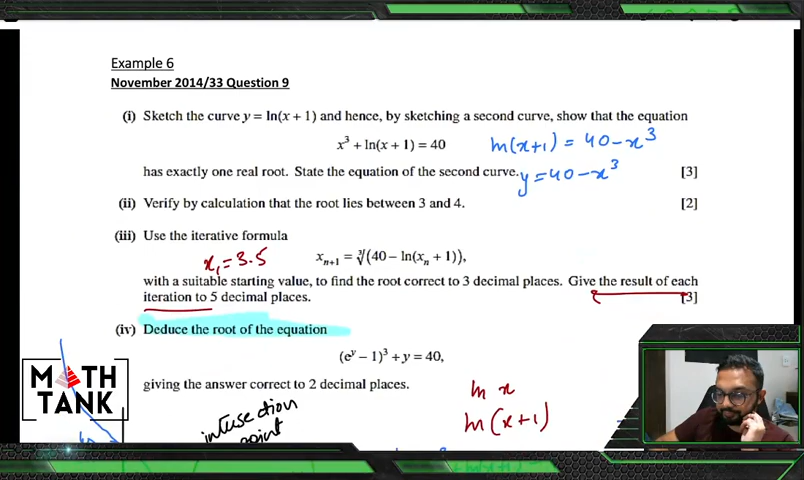 Example 6
November 2014/33 Question 9
(i) Sketch the curve y = ln(x + 1) and hence, by sketching a second curve, show that the equation
x³ + ln(x + 1) = 40
ln(x+1) = 40 - x³
has exactly one real root. State the equation of the second curve. [3]
y = 40 - x³
(ii) Verify by calculation that the root lies between 3 and 4. [2]
(iii) Use the iterative formula
x₁ = 3.5
xₙ₊₁ = ∛(40 − ln(xₙ + 1)),
with a suitable starting value, to find the root correct to 3 decimal places. Give the result of each
iteration to 5 decimal places. [3]
(iv) Deduce the root of the equation
(eʸ − 1)³ + y = 40,
giving the answer correct to 2 decimal places.
ln x
ln(x+1)
intersection
point
MATH
TANK